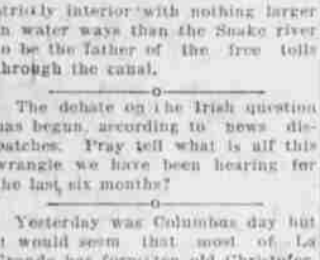 strictly interior with nothing larger
in water ways than the Snake river
to be the father of the free tolls
through the canal.
The debate on the Irish question
has begun, according to news dis-
patches. Pray tell what is all this
wrangle we have been hearing for
the last six months?
Yesterday was Columbus day but
it would seem that most of La
Grande has forgotten old Christofer